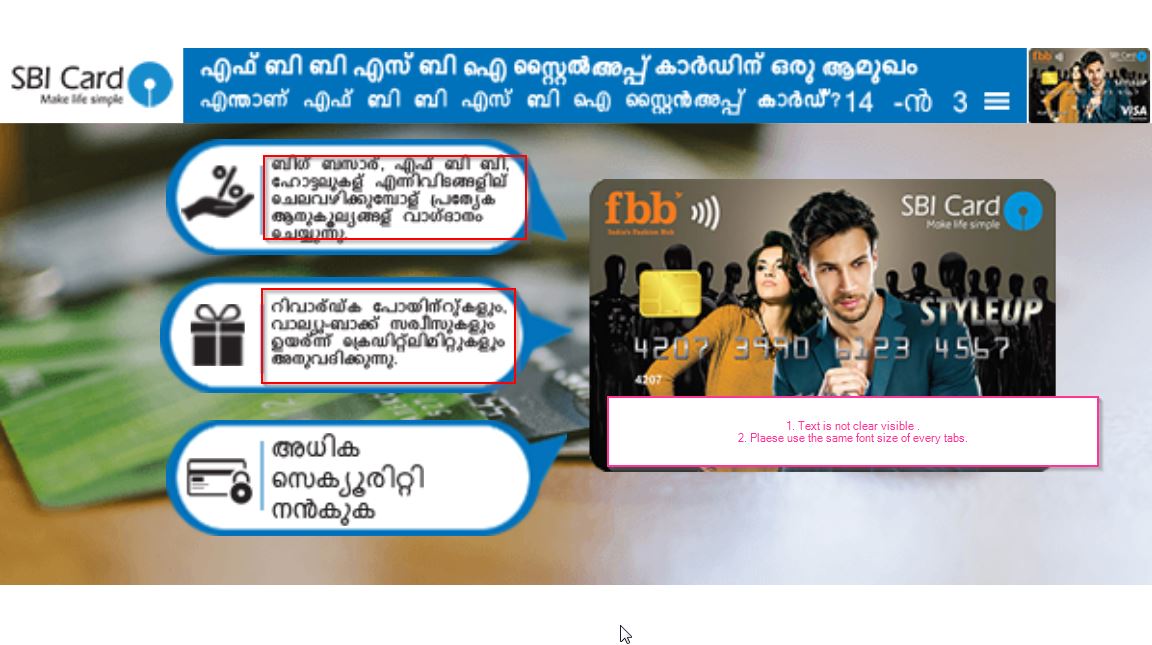 SBI Card
Make life simple
എഫ് ബി ബി എസ് ബി ഐ സ്റ്റൈൽഅപ്പ് കാർഡിന് ഒരു ആമുഖം
എന്താണ് എഫ് ബി ബി എസ് ബി ഐ സ്റ്റൈൻഅപ്പ് കാർഡ്? 14 -ൻ 3
fbb
SBI Card
VISA
ബിഗ് ബസാർ, എഫ് ബി ബി,
ഹോട്ടലുകള് എന്നിവിടങ്ങളില്
ചെലവഴിക്കുമ്പോള് പ്രത്യേക
ആനുകൂല്യങ്ങള് വാഗ്ദാനം
ചെയ്യുന്നു.
റിവാർഡ്ക പോയിന്റു്കളും,
വാല്യു-ബാക്ക് സര്വീസുകളും
ഉയര്ന്ന് ക്രെഡിറ്റ്ലിമിറ്റുകളും
അനുവദിക്കുന്നു.
അധിക
സെക്യൂരിറ്റി
നൻകുക
fbb
India's Fashion Hub
SBI Card
Make life simple
STYLEUP
4207 3990 6123 4567
4207
1. Text is not clear visible .
2. Plaese use the same font size of every tabs.